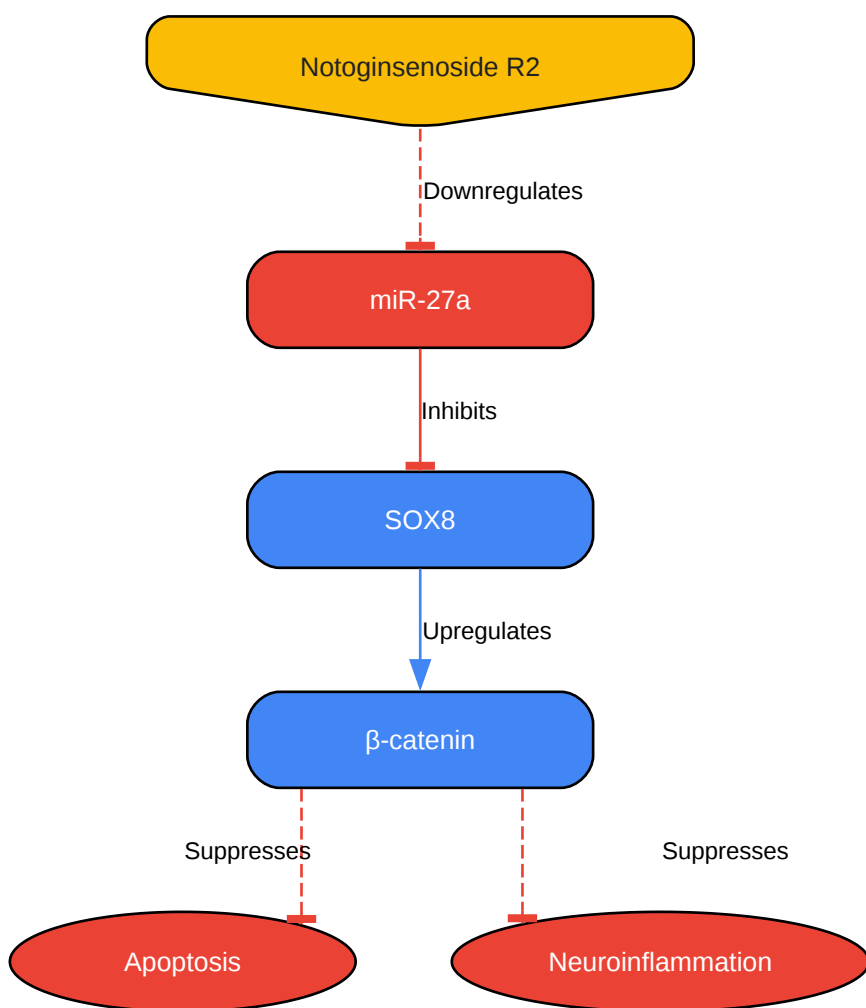 Notoginsenoside R2
Downregulates
miR-27a
Inhibits
SOX8
Upregulates
β-catenin
Suppresses
Suppresses
Apoptosis
Neuroinflammation